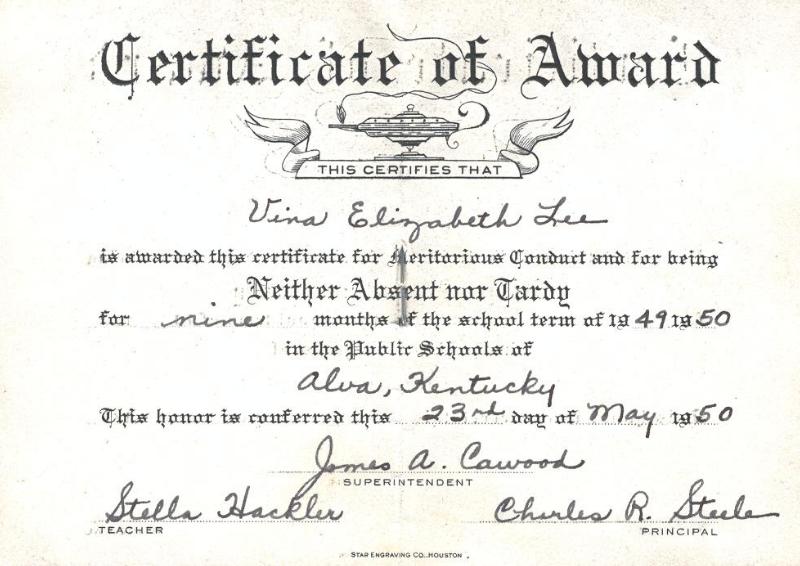 Certificate of Award
THIS CERTIFIES THAT
Vina Elizabeth Lee
is awarded this certificate for Meritorious Conduct and for being
Neither Absent nor Tardy
for nine months of the school term of 1949 1950
in the Public Schools of
Alva, Kentucky
This honor is conferred this 23rd day of May 1950
James A. Cawood
SUPERINTENDENT
Stella Hackler Charles R. Steele
TEACHER PRINCIPAL
STAR ENGRAVING CO., HOUSTON.